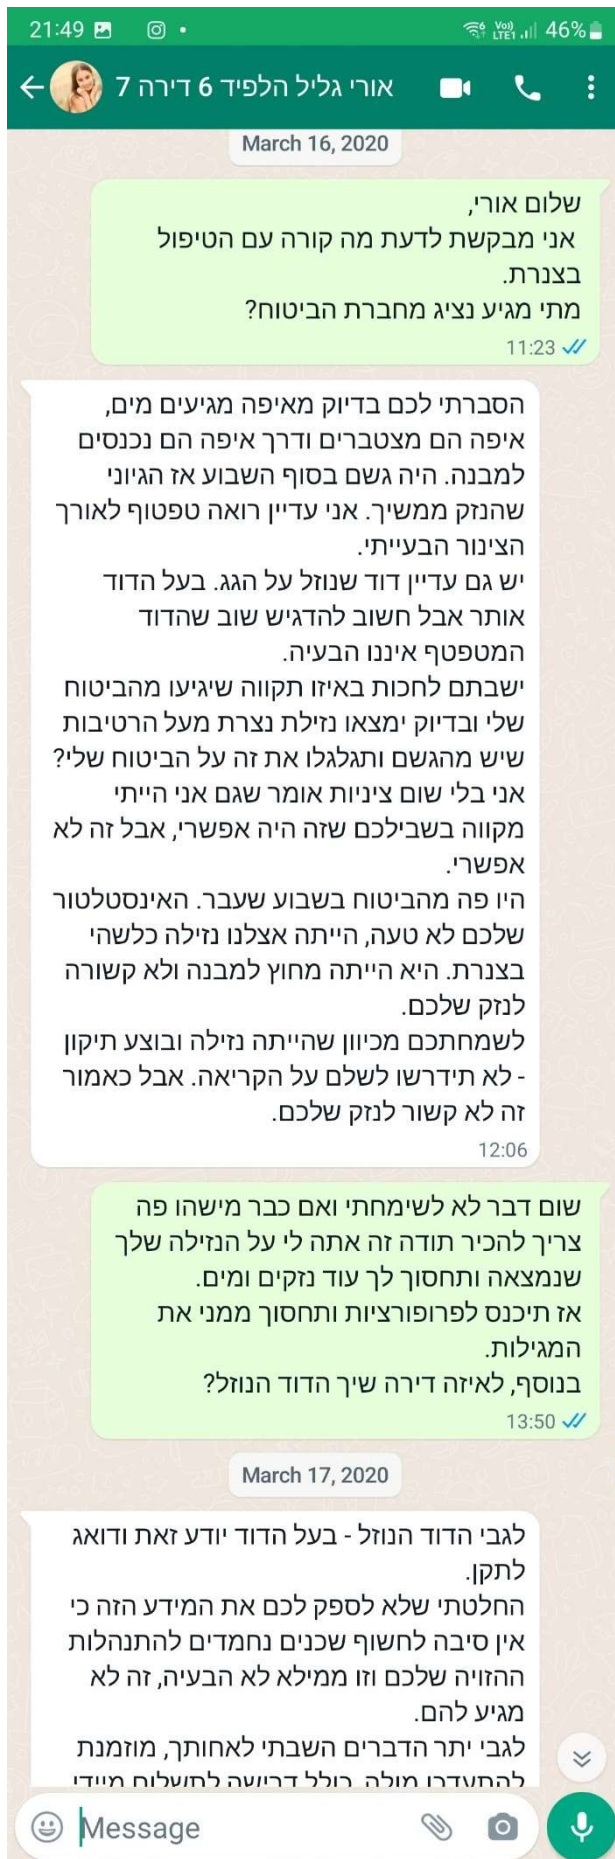 21:49
LTE1 46%
אורי גליל הלפיד 6 דירה 7
March 16, 2020
שלום אורי,
אני מבקשת לדעת מה קורה עם הטיפול
בצנרת.
מתי מגיע נציג מחברת הביטוח?
11:23
הסברתי לכם בדיוק מאיפה מגיעים מים,
איפה הם מצטברים ודרך איפה הם נכנסים
למבנה. היה גשם בסוף השבוע אז הגיוני
שהנזק ממשיך. אני עדיין רואה טפטוף לאורך
הצינור הבעייתי.
יש גם עדיין דוד שנוזל על הגג. בעל הדוד
אותר אבל חשוב להדגיש שוב שהדוד
המטפטף איננו הבעיה.
ישבתם לחכות באיזו תקווה שיגיעו מהביטוח
שלי ובדיוק ימצאו נזילת נצרת מעל הרטיבות
שיש מהגשם ותגלגלו את זה על הביטוח שלי?
אני בלי שום ציניות אומר שגם אני הייתי
מקווה בשבילכם שזה היה אפשרי, אבל זה לא
אפשרי.
היו פה מהביטוח בשבוע שעבר. האינסטלטור
שלכם לא טעה, הייתה אצלנו נזילה כלשהי
בצנרת. היא הייתה מחוץ למבנה ולא קשורה
לנזק שלכם.
לשמחתכם מכיוון שהייתה נזילה ובוצע תיקון
- לא תידרשו לשלם על הקריאה. אבל כאמור
זה לא קשור לנזק שלכם.
12:06
שום דבר לא לשימחתי ואם כבר מישהו פה
צריך להכיר תודה זה אתה לי על הנזילה שלך
שנמצאה ותחסוך לך עוד נזקים ומים.
אז תיכנס לפרופורציות ותחסוך ממני את
המגילות.
בנוסף, לאיזה דירה שיך הדוד הנוזל?
13:50
March 17, 2020
לגבי הדוד הנוזל - בעל הדוד יודע זאת ודואג
לתקן.
החלטתי שלא לספק לכם את המידע הזה כי
אין סיבה לחשוף שכנים נחמדים להתנהלות
ההזויה שלכם וזו ממילא לא הבעיה, זה לא
מגיע להם.
לגבי יתר הדברים השבתי לאחותך, מוזמנת
להתעדכן מולה, כולל דרישה לתשלום מיידי
Message